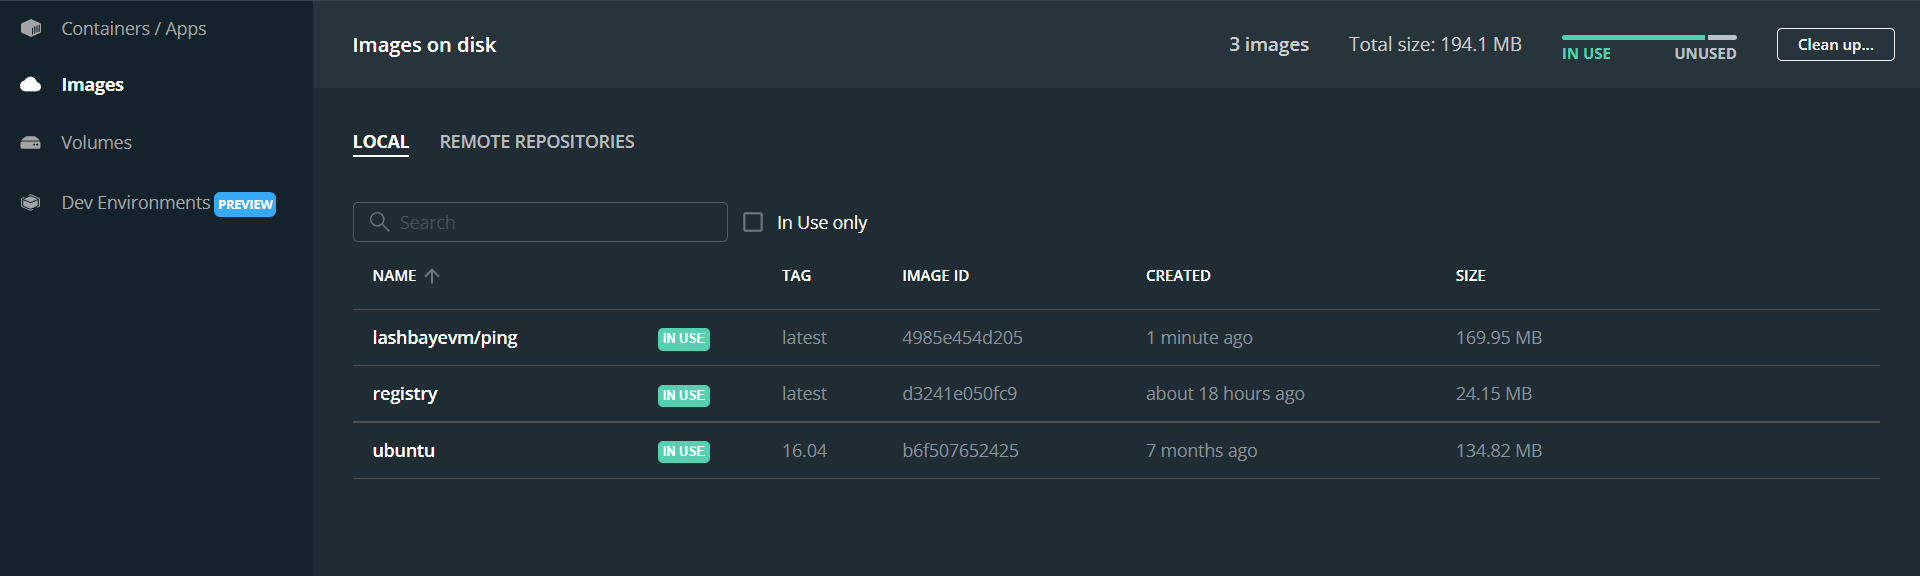 Containers / Apps
Images
Volumes
Dev Environments PREVIEW
Images on disk
3 images
Total size: 194.1 MB
IN USE UNUSED
Clean up...
LOCAL REMOTE REPOSITORIES
Search
In Use only
NAME TAG IMAGE ID CREATED SIZE
lashbayevm/ping IN USE latest 4985e454d205 1 minute ago 169.95 MB
registry IN USE latest d3241e050fc9 about 18 hours ago 24.15 MB
ubuntu IN USE 16.04 b6f507652425 7 months ago 134.82 MB